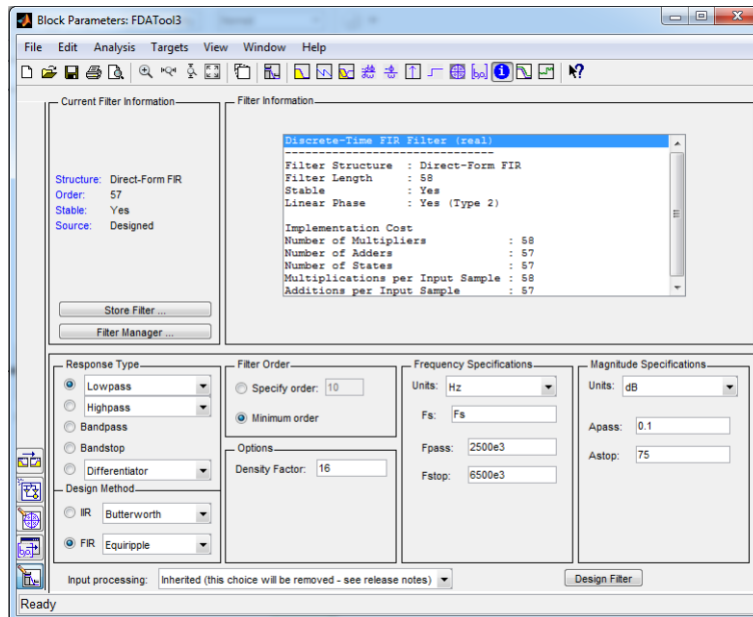 Block Parameters: FDATool3
File Edit Analysis Targets View Window Help
Current Filter Information
Structure: Direct-Form FIR
Order: 57
Stable: Yes
Source: Designed
Store Filter ...
Filter Manager ...
Filter Information
Discrete-Time FIR Filter (real)
-------------------------------
Filter Structure : Direct-Form FIR
Filter Length : 58
Stable : Yes
Linear Phase : Yes (Type 2)
Implementation Cost
Number of Multipliers : 58
Number of Adders : 57
Number of States : 57
Multiplications per Input Sample : 58
Additions per Input Sample : 57
Response Type
Lowpass
Highpass
Bandpass
Bandstop
Differentiator
Design Method
IIR Butterworth
FIR Equiripple
Filter Order
Specify order: 10
Minimum order
Options
Density Factor: 16
Frequency Specifications
Units: Hz
Fs: Fs
Fpass: 2500e3
Fstop: 6500e3
Magnitude Specifications
Units: dB
Apass: 0.1
Astop: 75
Input processing: Inherited (this choice will be removed - see release notes)
Design Filter
Ready